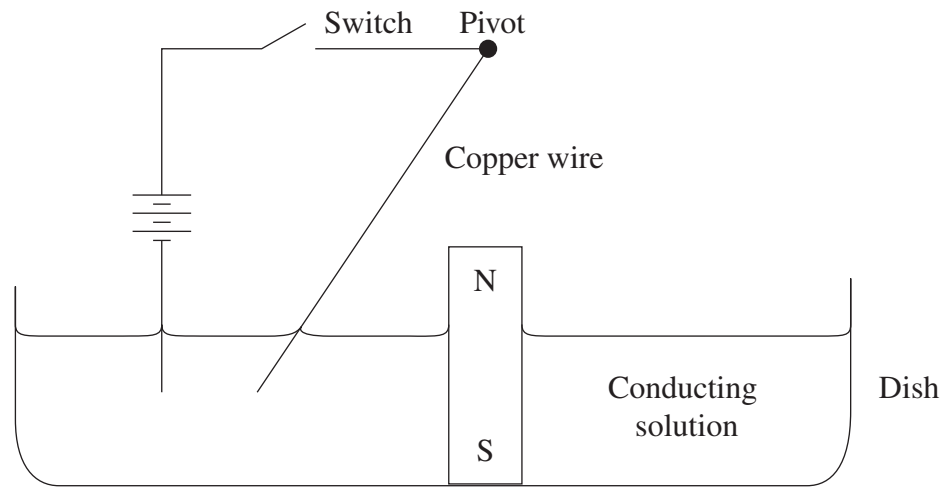 Switch
Pivot
Copper wire
N
S
Conducting
solution
Dish